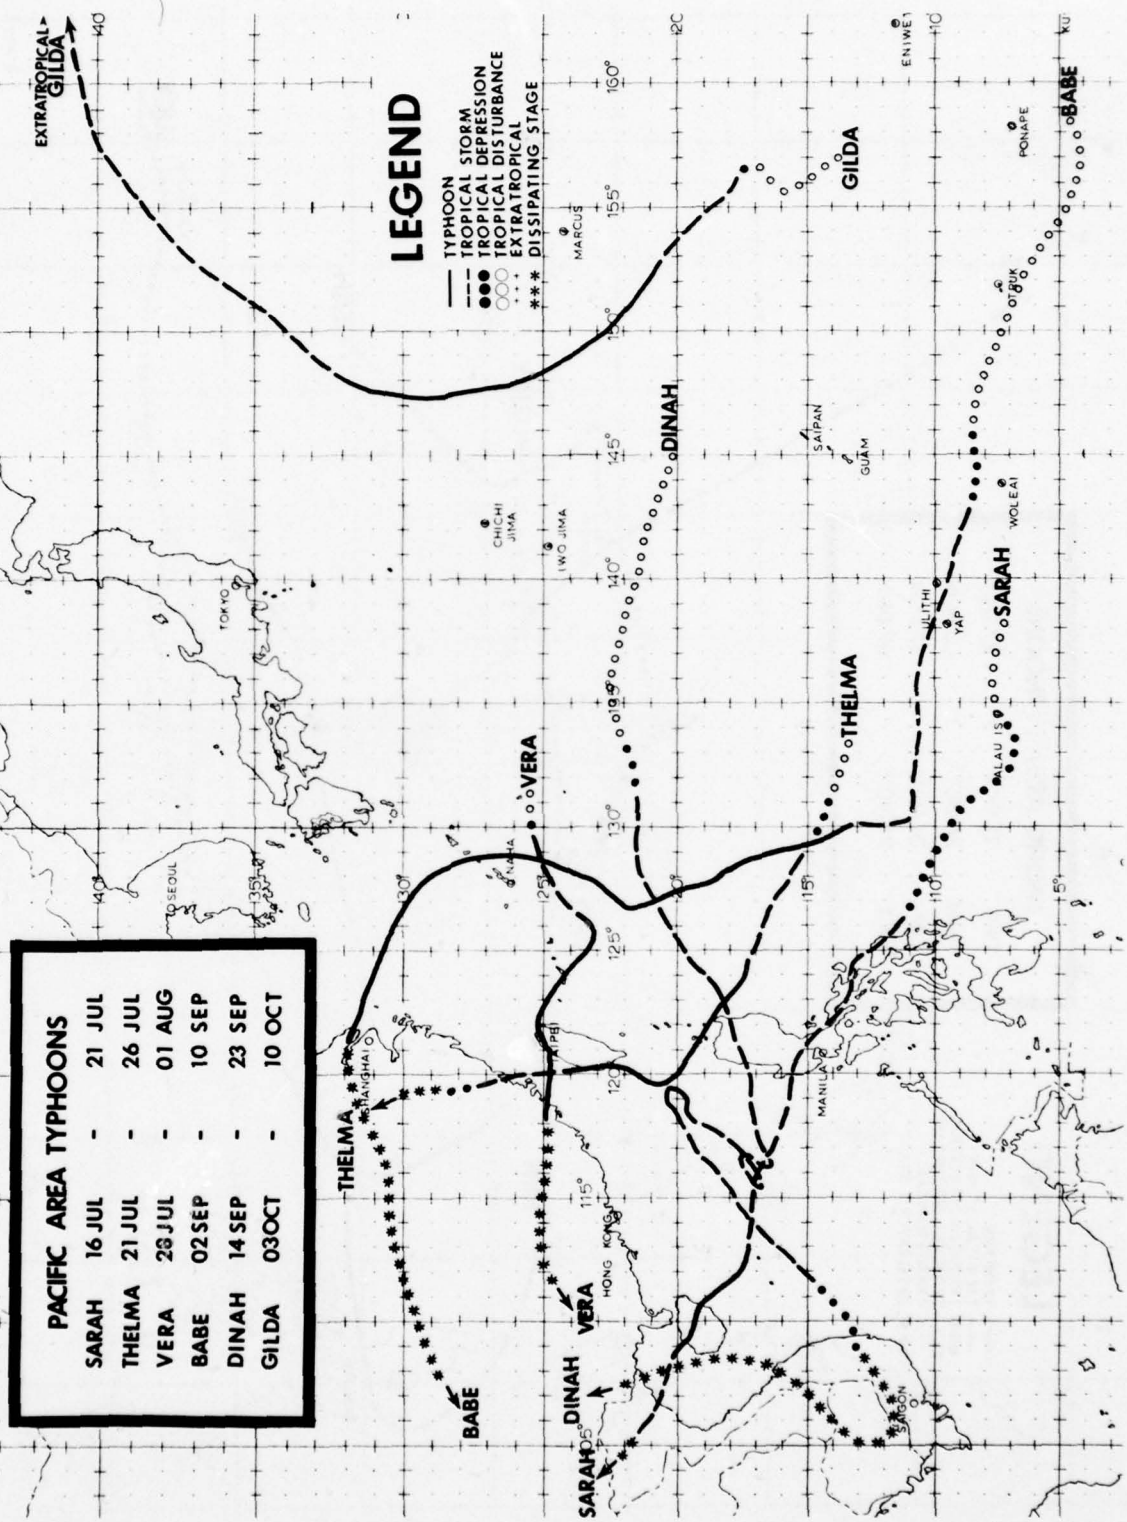 PACIFIC AREA TYPHOONS
SARAH 16 JUL - 21 JUL
THELMA 21 JUL - 26 JUL
VERA 28 JUL - 01 AUG
BABE 02 SEP - 10 SEP
DINAH 14 SEP - 23 SEP
GILDA 03 OCT - 10 OCT
LEGEND
TYPHOON
TROPICAL STORM
TROPICAL DEPRESSION
TROPICAL DISTURBANCE
EXTRATROPICAL
DISSIPATING STAGE
EXTRATROPICAL
GILDA
GILDA
BABE
DINAH
SARAH
THELMA
VERA
THELMA
BABE
VERA
DINAH
SARAH
TOKYO
SEOUL
SHANGHAI
NAHA
TAIPEI
HONG KONG
MANILA
SAIGON
CHICHI
JIMA
IWO JIMA
MARCUS
SAIPAN
GUAM
ULITHI
YAP
PALAU IS
WOLEAI
TRUK
PONAPE
ENIWET
KU
40
20
10
160°
155°
150°
145°
140°
135°
130°
125°
120°
115°
105°
40°
35°
30°
25°
20°
15°
10°
5°